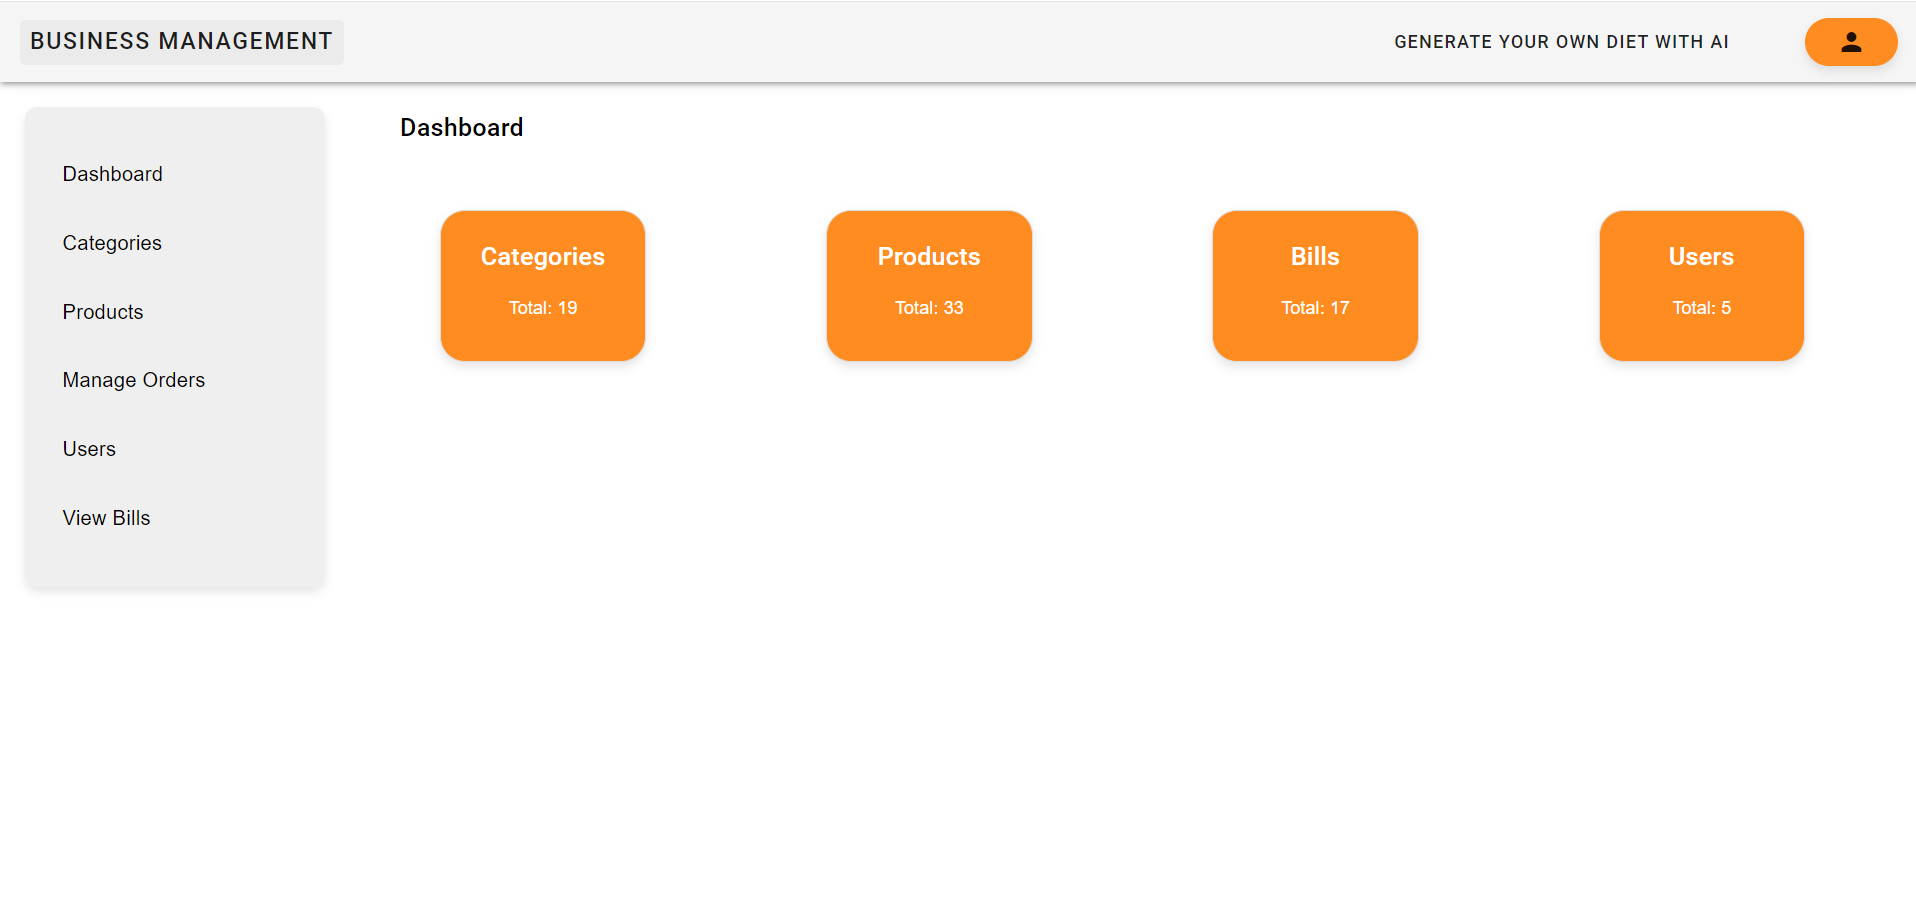 BUSINESS MANAGEMENT
GENERATE YOUR OWN DIET WITH AI
Dashboard
Categories
Products
Manage Orders
Users
View Bills
Dashboard
Categories
Total: 19
Products
Total: 33
Bills
Total: 17
Users
Total: 5